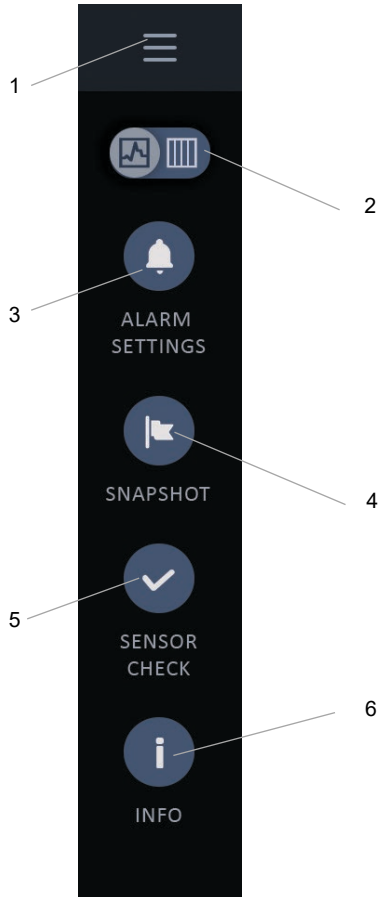 1
2
3
ALARM
SETTINGS
SNAPSHOT
4
5
SENSOR
CHECK
6
INFO